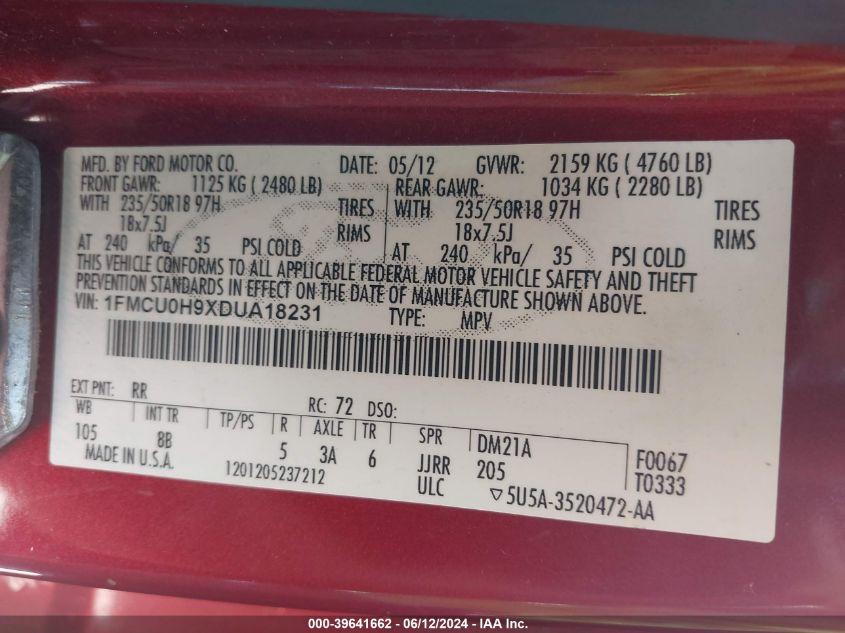 MFD. BY FORD MOTOR CO. DATE: 05/12 GVWR: 2159 KG ( 4760 LB)
FRONT GAWR: 1125 KG ( 2480 LB) REAR GAWR: 1034 KG ( 2280 LB)
WITH 235/50R18 97H TIRES WITH 235/50R18 97H TIRES
18x7.5J RIMS 18x7.5J RIMS
AT 240 kPa/ 35 PSI COLD AT 240 kPa/ 35 PSI COLD
THIS VEHICLE CONFORMS TO ALL APPLICABLE FEDERAL MOTOR VEHICLE SAFETY AND THEFT
PREVENTION STANDARDS IN EFFECT ON THE DATE OF MANUFACTURE SHOWN ABOVE.
VIN: 1FMCU0H9XDUA18231 TYPE: MPV
EXT PNT: RR RC: 72 DSO:
WB INT TR TP/PS R AXLE TR SPR DM21A F0067
105 8B 5 3A 6 JJRR 205 T0333
MADE IN U.S.A. 1201205237212 ULC ▽5U5A-3520472-AA
000-39641662 - 06/12/2024 - IAA Inc.